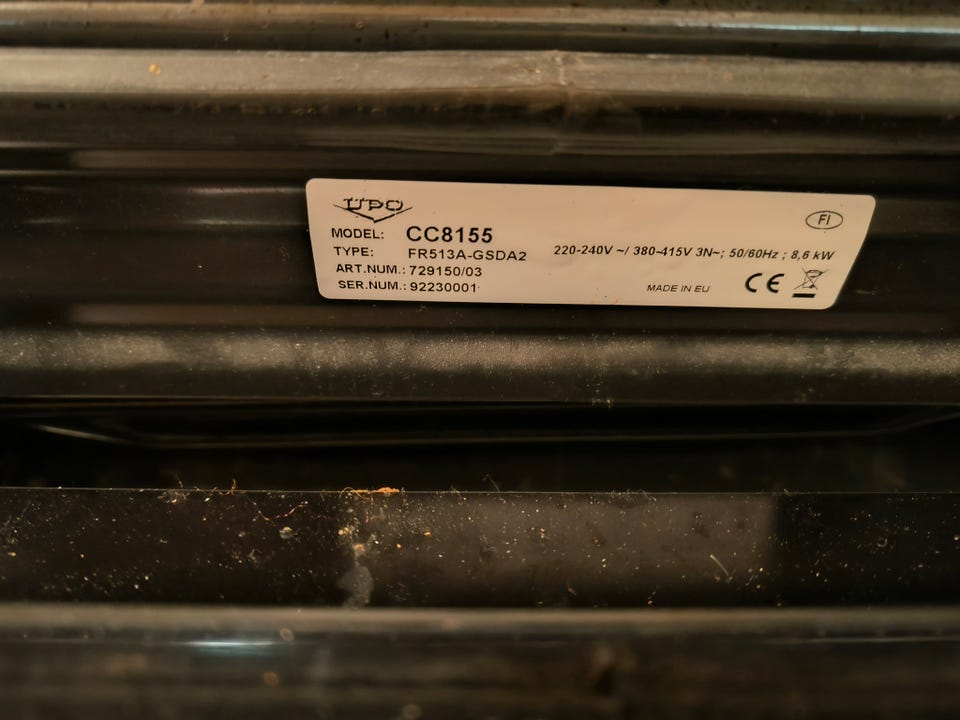 UPO
FI
MODEL: CC8155
TYPE: FR513A-GSDA2 220-240V ~/ 380-415V 3N~; 50/60Hz ; 8,6 kW
ART.NUM.: 729150/03
SER.NUM.: 92230001 MADE IN EU CE